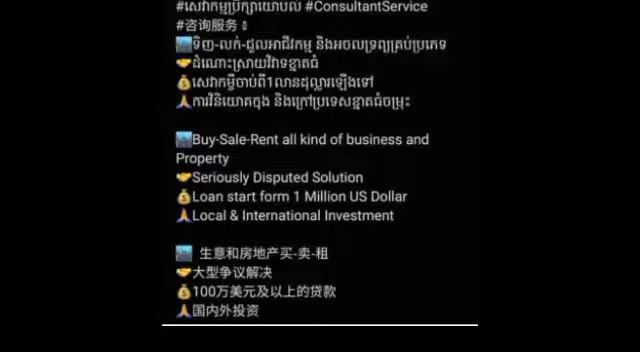 #សេវាកម្មប្រឹក្សាយោបល់ #ConsultantService
#咨询服务 ៖
🏙️ទិញ-លក់-ជួលអាជីវកម្ម និងអចលទ្រព្យគ្រប់ប្រភេទ
🤝ដំណោះស្រាយវិវាទខ្នាតធំ
💰សេវាកម្ចីចាប់ពី1លានដុល្លារឡើងទៅ
🙏ការវិនិយោគក្នុង និងក្រៅប្រទេសខ្នាតធំចម្រុះ
🏙️Buy-Sale-Rent all kind of business and
Property
🤝Seriously Disputed Solution
💰Loan start form 1 Million US Dollar
🙏Local & International Investment
🏙️ 生意和房地产买-卖-租
🤝大型争议解决
💰100万美元及以上的贷款
🙏国内外投资